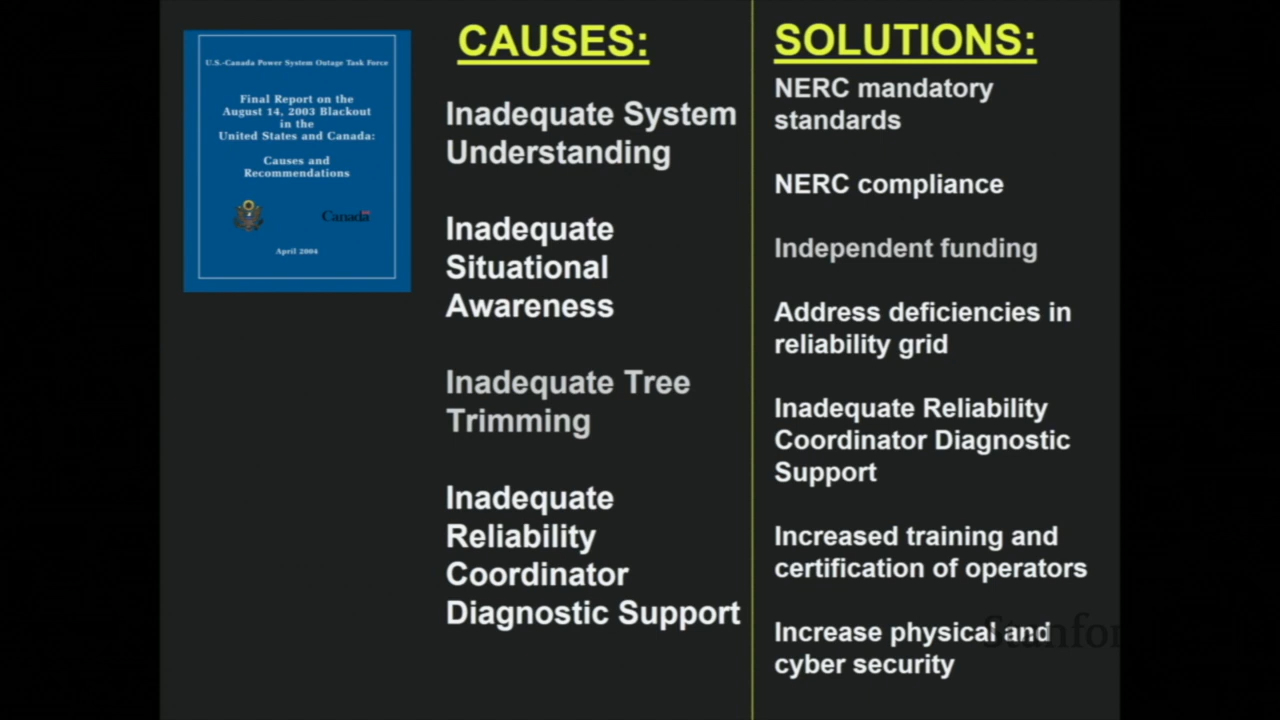 U.S.-Canada Power System Outage Task Force
Final Report on the
August 14, 2003 Blackout
in the
United States and Canada:
Causes and
Recommendations
Canada
April 2004
CAUSES:
Inadequate System
Understanding
Inadequate
Situational
Awareness
Inadequate Tree
Trimming
Inadequate
Reliability
Coordinator
Diagnostic Support
SOLUTIONS:
NERC mandatory
standards
NERC compliance
Independent funding
Address deficiencies in
reliability grid
Inadequate Reliability
Coordinator Diagnostic
Support
Increased training and
certification of operators
Increase physical and
cyber security
Stanfor